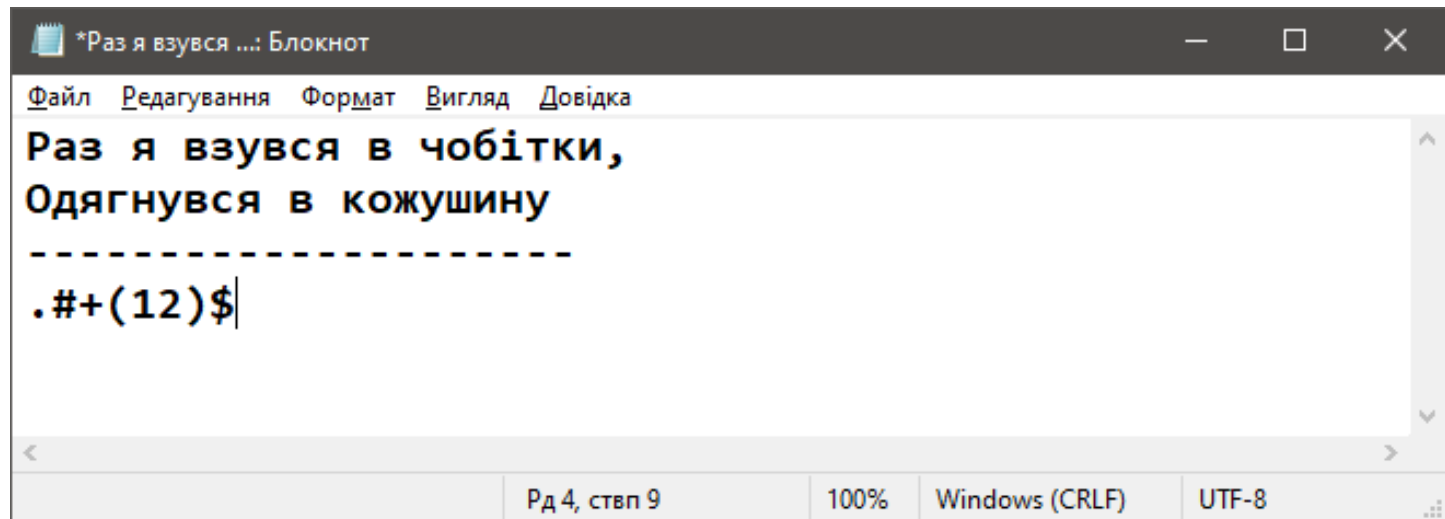 *Раз я взувся ...: Блокнот
Файл Редагування Формат Вигляд Довідка
Раз я взувся в чобітки,
Одягнувся в кожушину
---------------------
.#+(12)$
Рд 4, ствп 9 100% Windows (CRLF) UTF-8